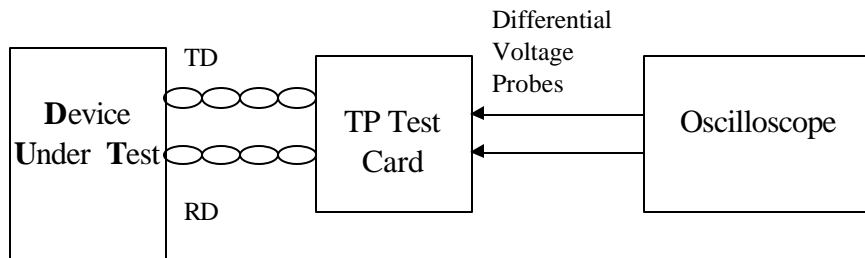 Device
Under Test
TD
RD
TP Test
Card
Differential
Voltage
Probes
Oscilloscope